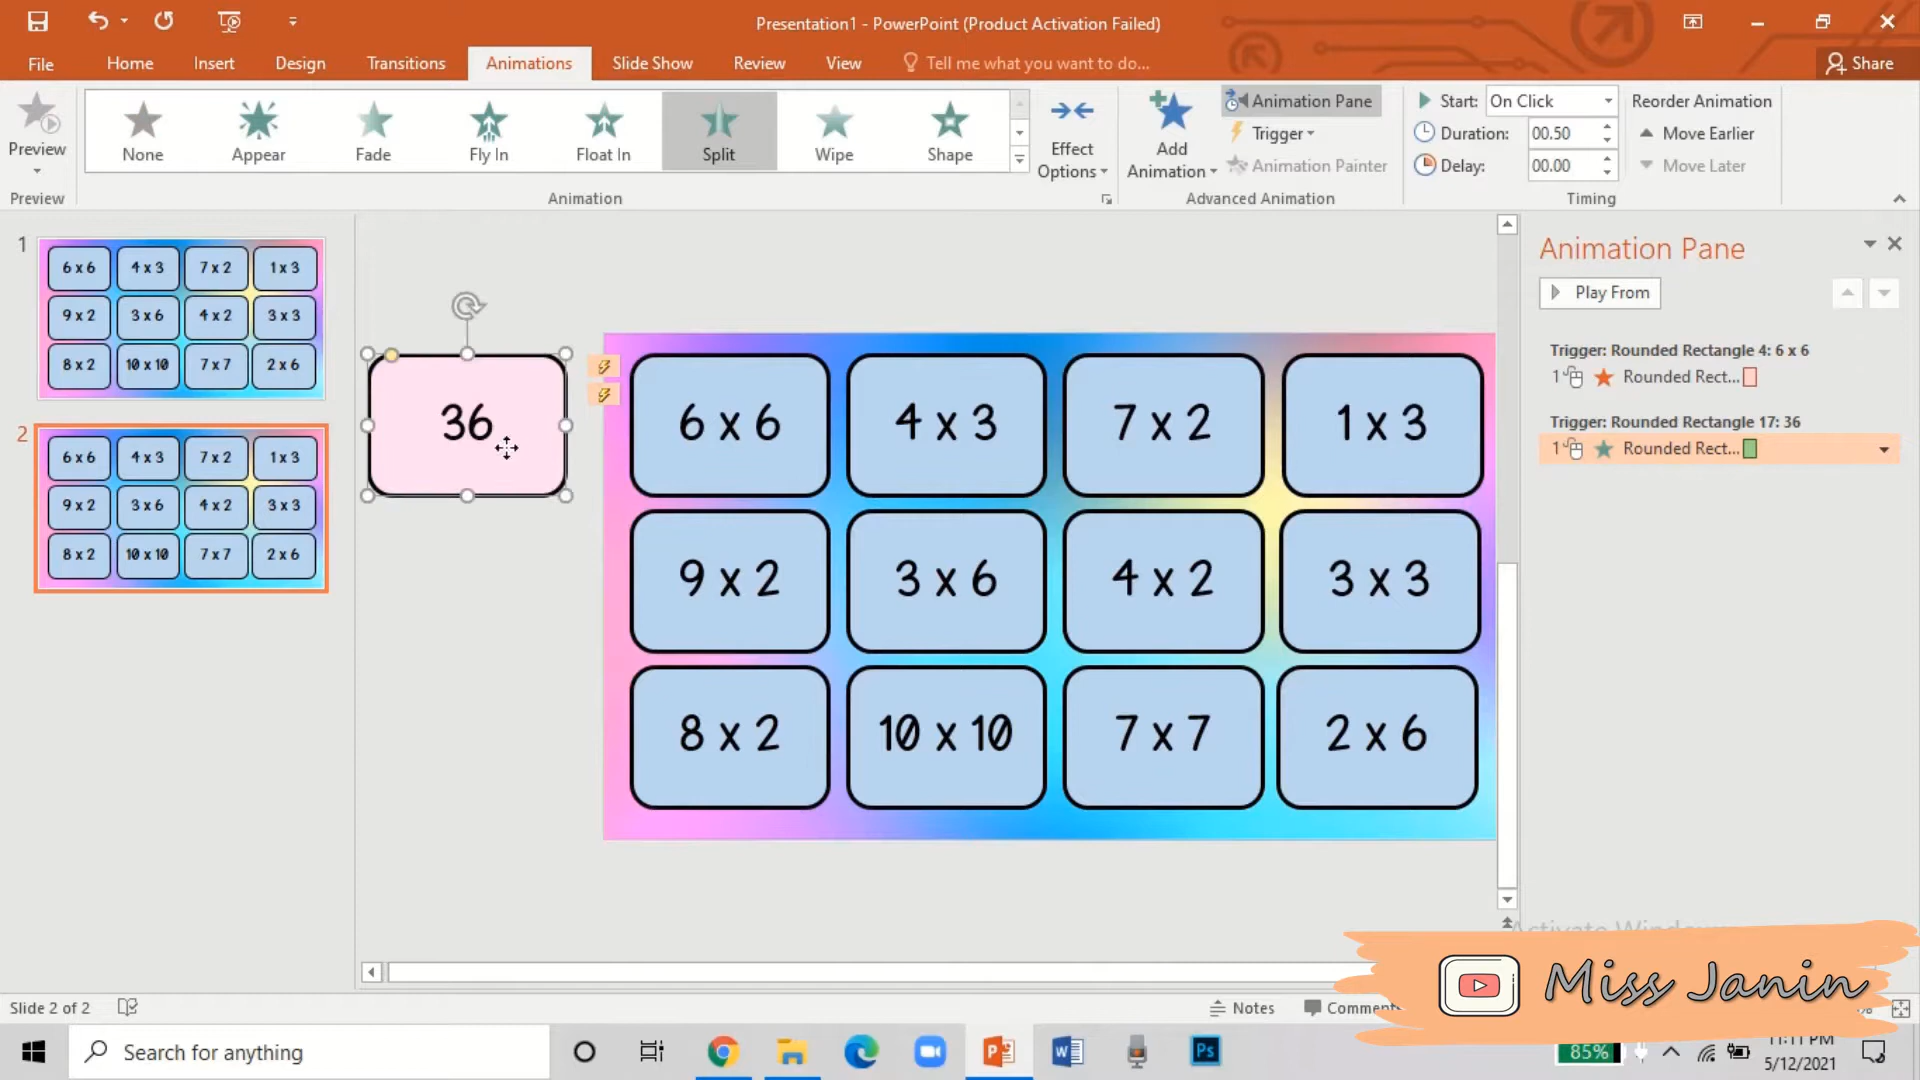 Presentation1 - PowerPoint (Product Activation Failed)
File Home Insert Design Transitions Animations Slide Show Review View Tell me what you want to do... Share
None Appear Fade Fly In Float In Split Wipe Shape
Preview
Effect Options
Add Animation
Animation Pane
Trigger
Animation Painter
Start: On Click
Duration: 00.50
Delay: 00.00
Reorder Animation
Move Earlier
Move Later
Preview Animation Advanced Animation Timing
1
6 x 6 4 x 3 7 x 2 1 x 3
9 x 2 3 x 6 4 x 2 3 x 3
8 x 2 10 x 10 7 x 7 2 x 6
2
6 x 6 4 x 3 7 x 2 1 x 3
9 x 2 3 x 6 4 x 2 3 x 3
8 x 2 10 x 10 7 x 7 2 x 6
36
6 x 6 4 x 3 7 x 2 1 x 3
9 x 2 3 x 6 4 x 2 3 x 3
8 x 2 10 x 10 7 x 7 2 x 6
Animation Pane
Play From
Trigger: Rounded Rectangle 4: 6 x 6
1 Rounded Rect...
Trigger: Rounded Rectangle 17: 36
1 Rounded Rect...
Miss Janin
Slide 2 of 2
Notes
Comments
Search for anything
Ps
85%
11:11 PM
5/12/2021